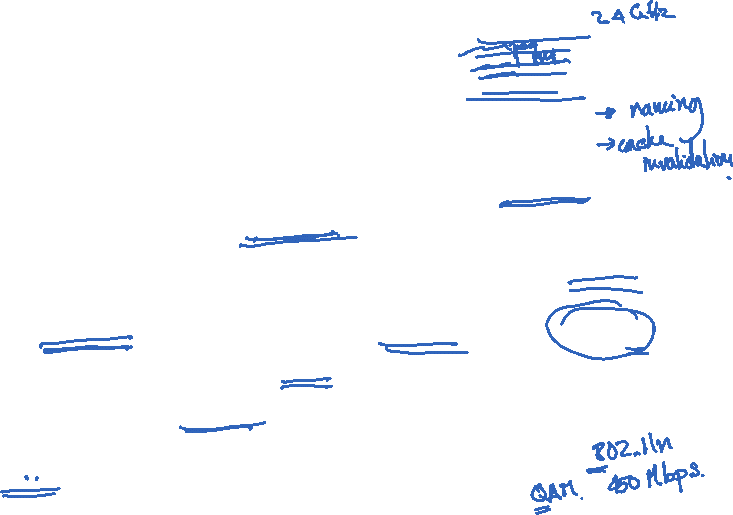 2.4 GHz
→ naming
→ cache
invalidation.
802.11n
QAM. 450 Mbps.